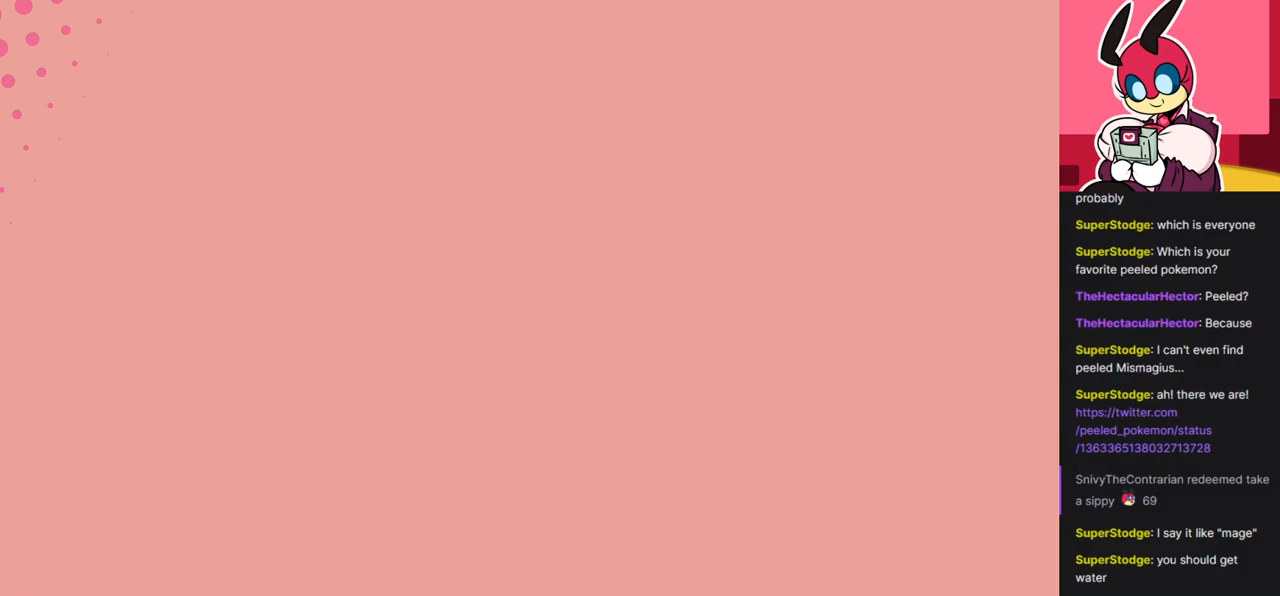 probably
SuperStodge: which is everyone
SuperStodge: Which is your
favorite peeled pokemon?
TheHectacularHector: Peeled?
TheHectacularHector: Because
SuperStodge: I can't even find
peeled Mismagius...
SuperStodge: ah! there we are!
https://twitter.com
/peeled_pokemon/status
/1363365138032713728
SnivyTheContrarian redeemed take
a sippy 69
SuperStodge: I say it like "mage"
SuperStodge: you should get
water